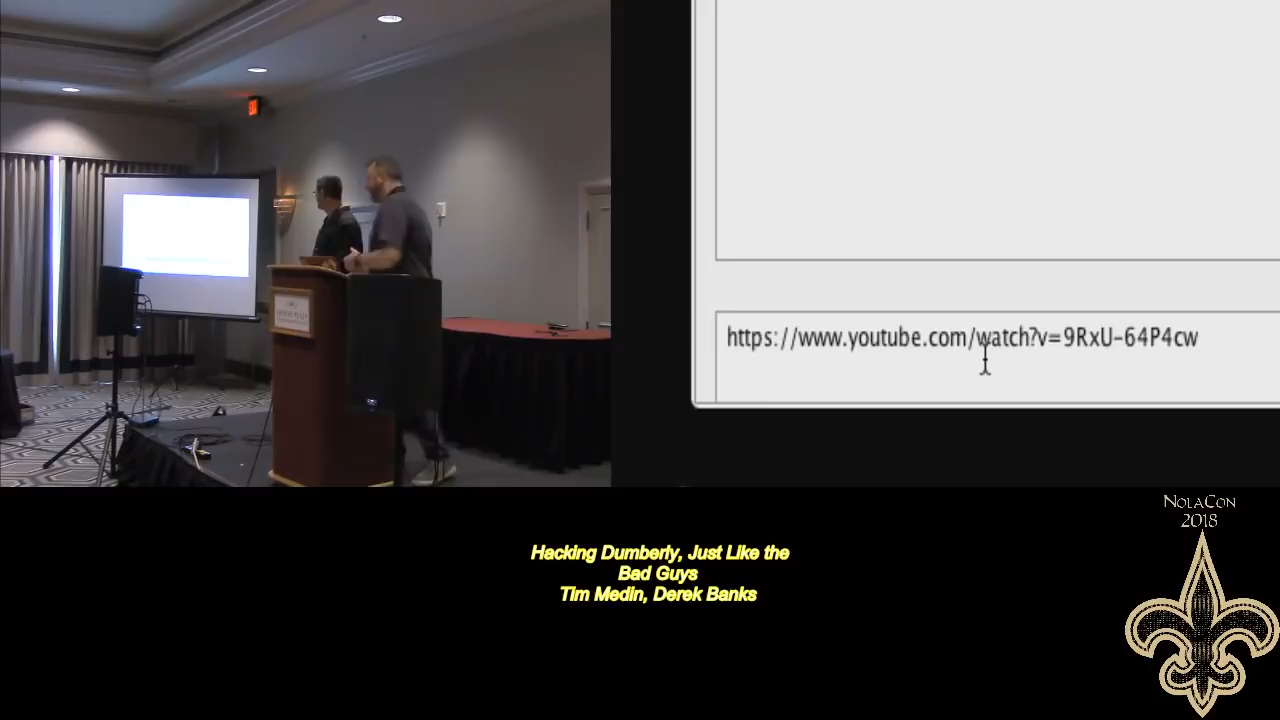 https://www.youtube.com/watch?v=9RxU-64P4cw
NOLACON
2018
Hacking Dumberly, Just Like the
Bad Guys
Tim Medin, Derek Banks